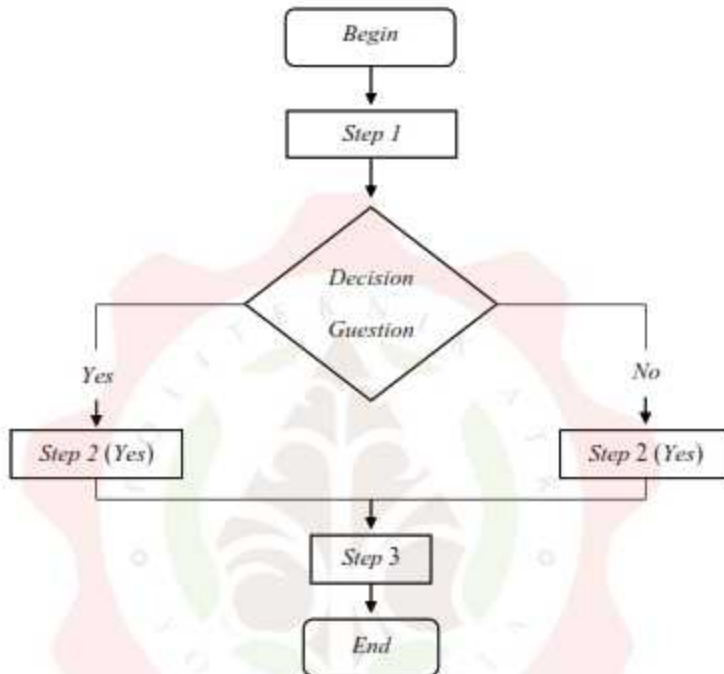 Begin
Step 1
Decision
Guestion
Yes
No
Step 2 (Yes)
Step 2 (Yes)
Step 3
End